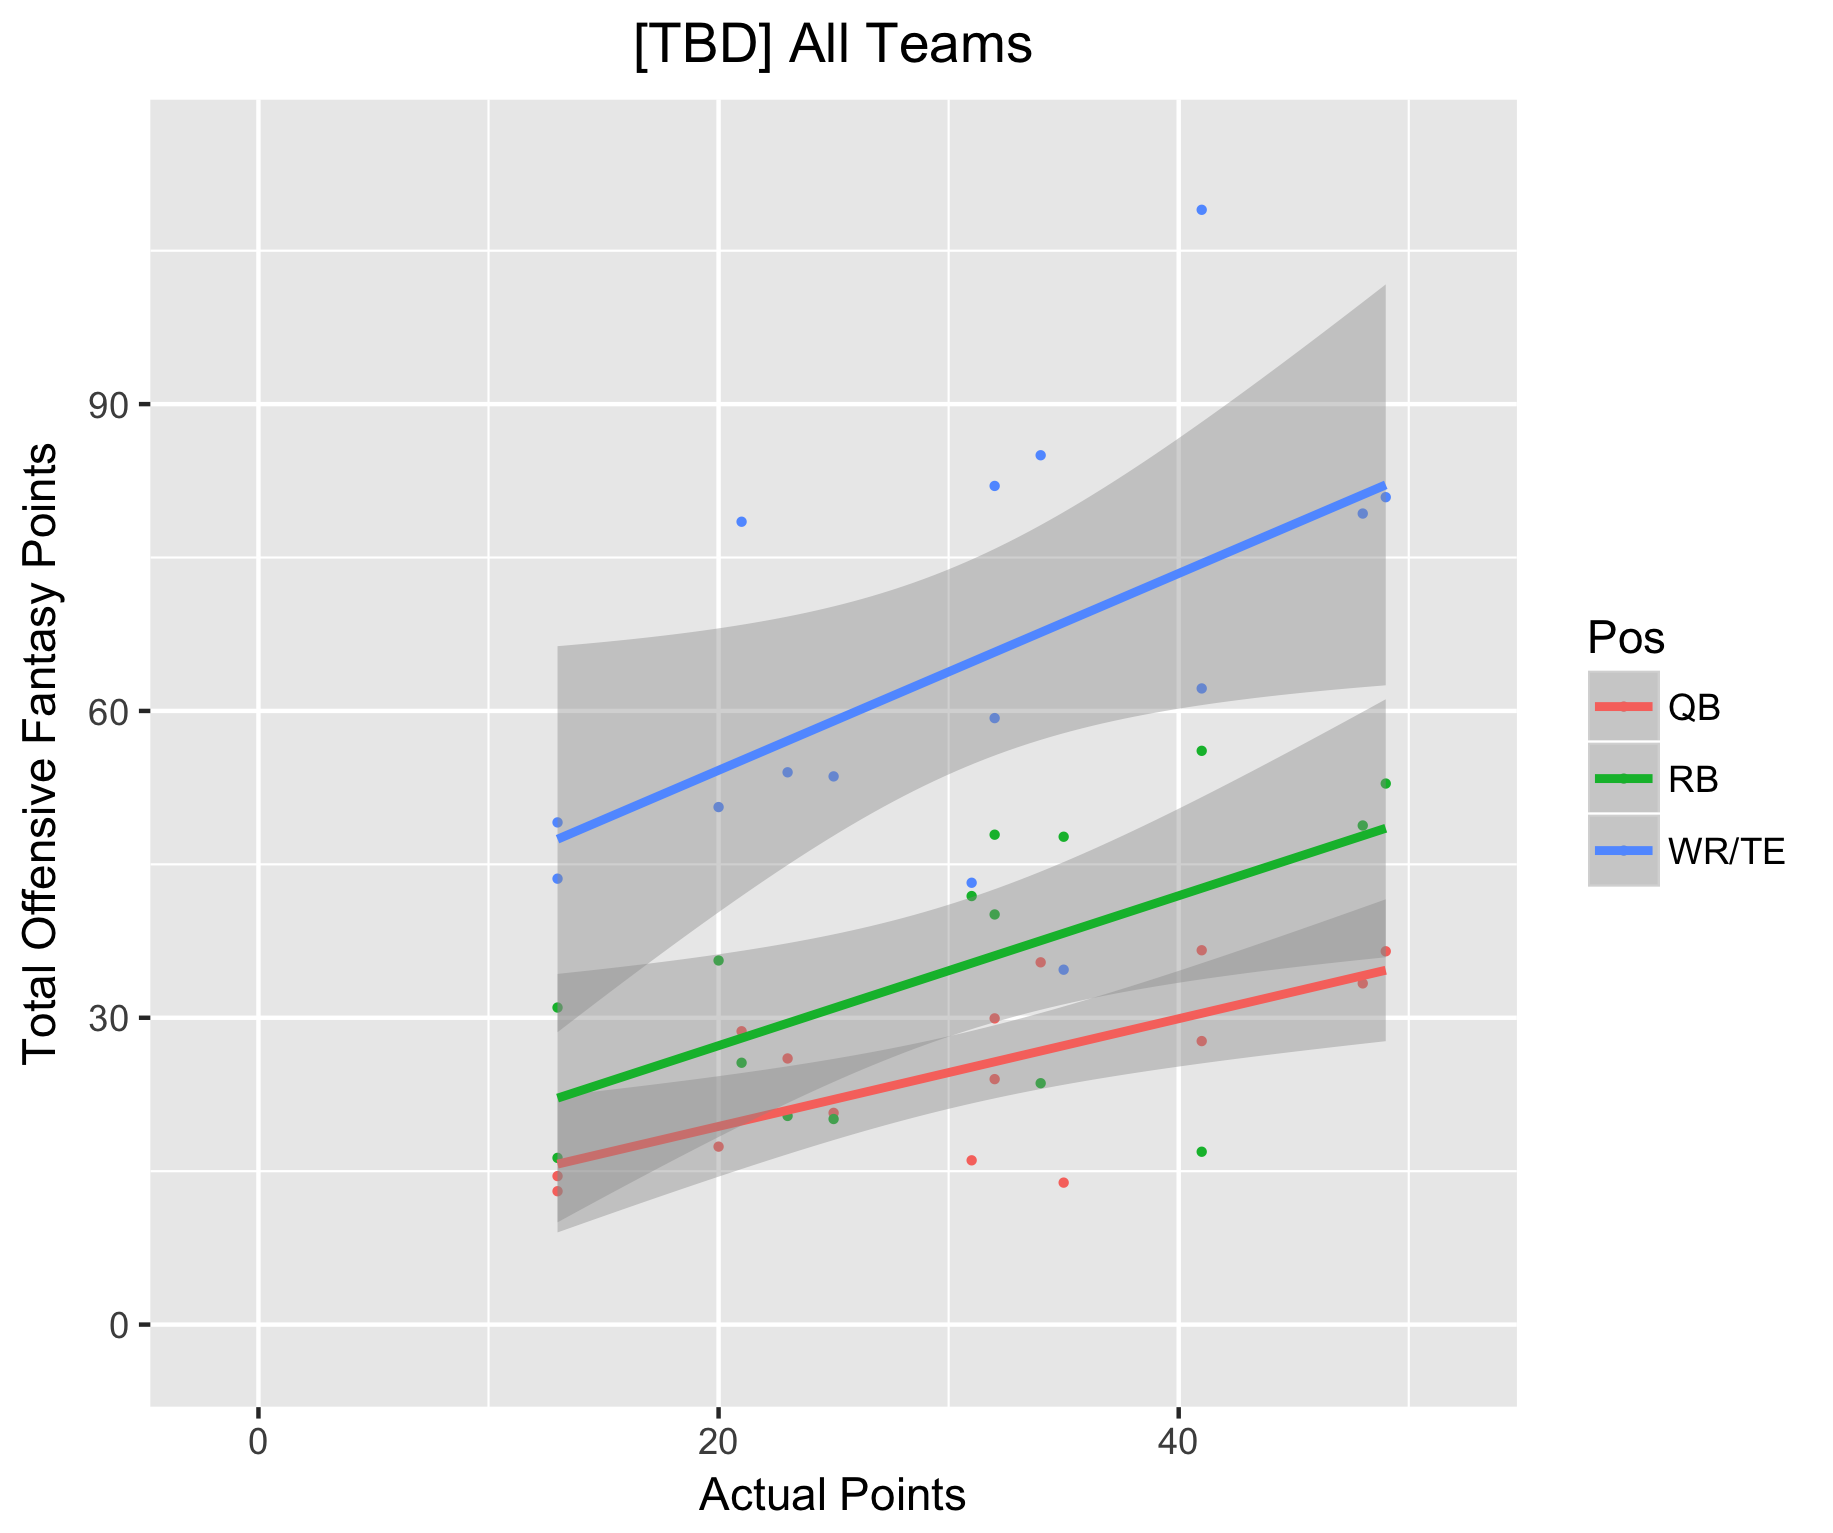 [TBD] All Teams
Total Offensive Fantasy Points
90
60
30
0
0
20
40
Actual Points
Pos
QB
RB
WR/TE